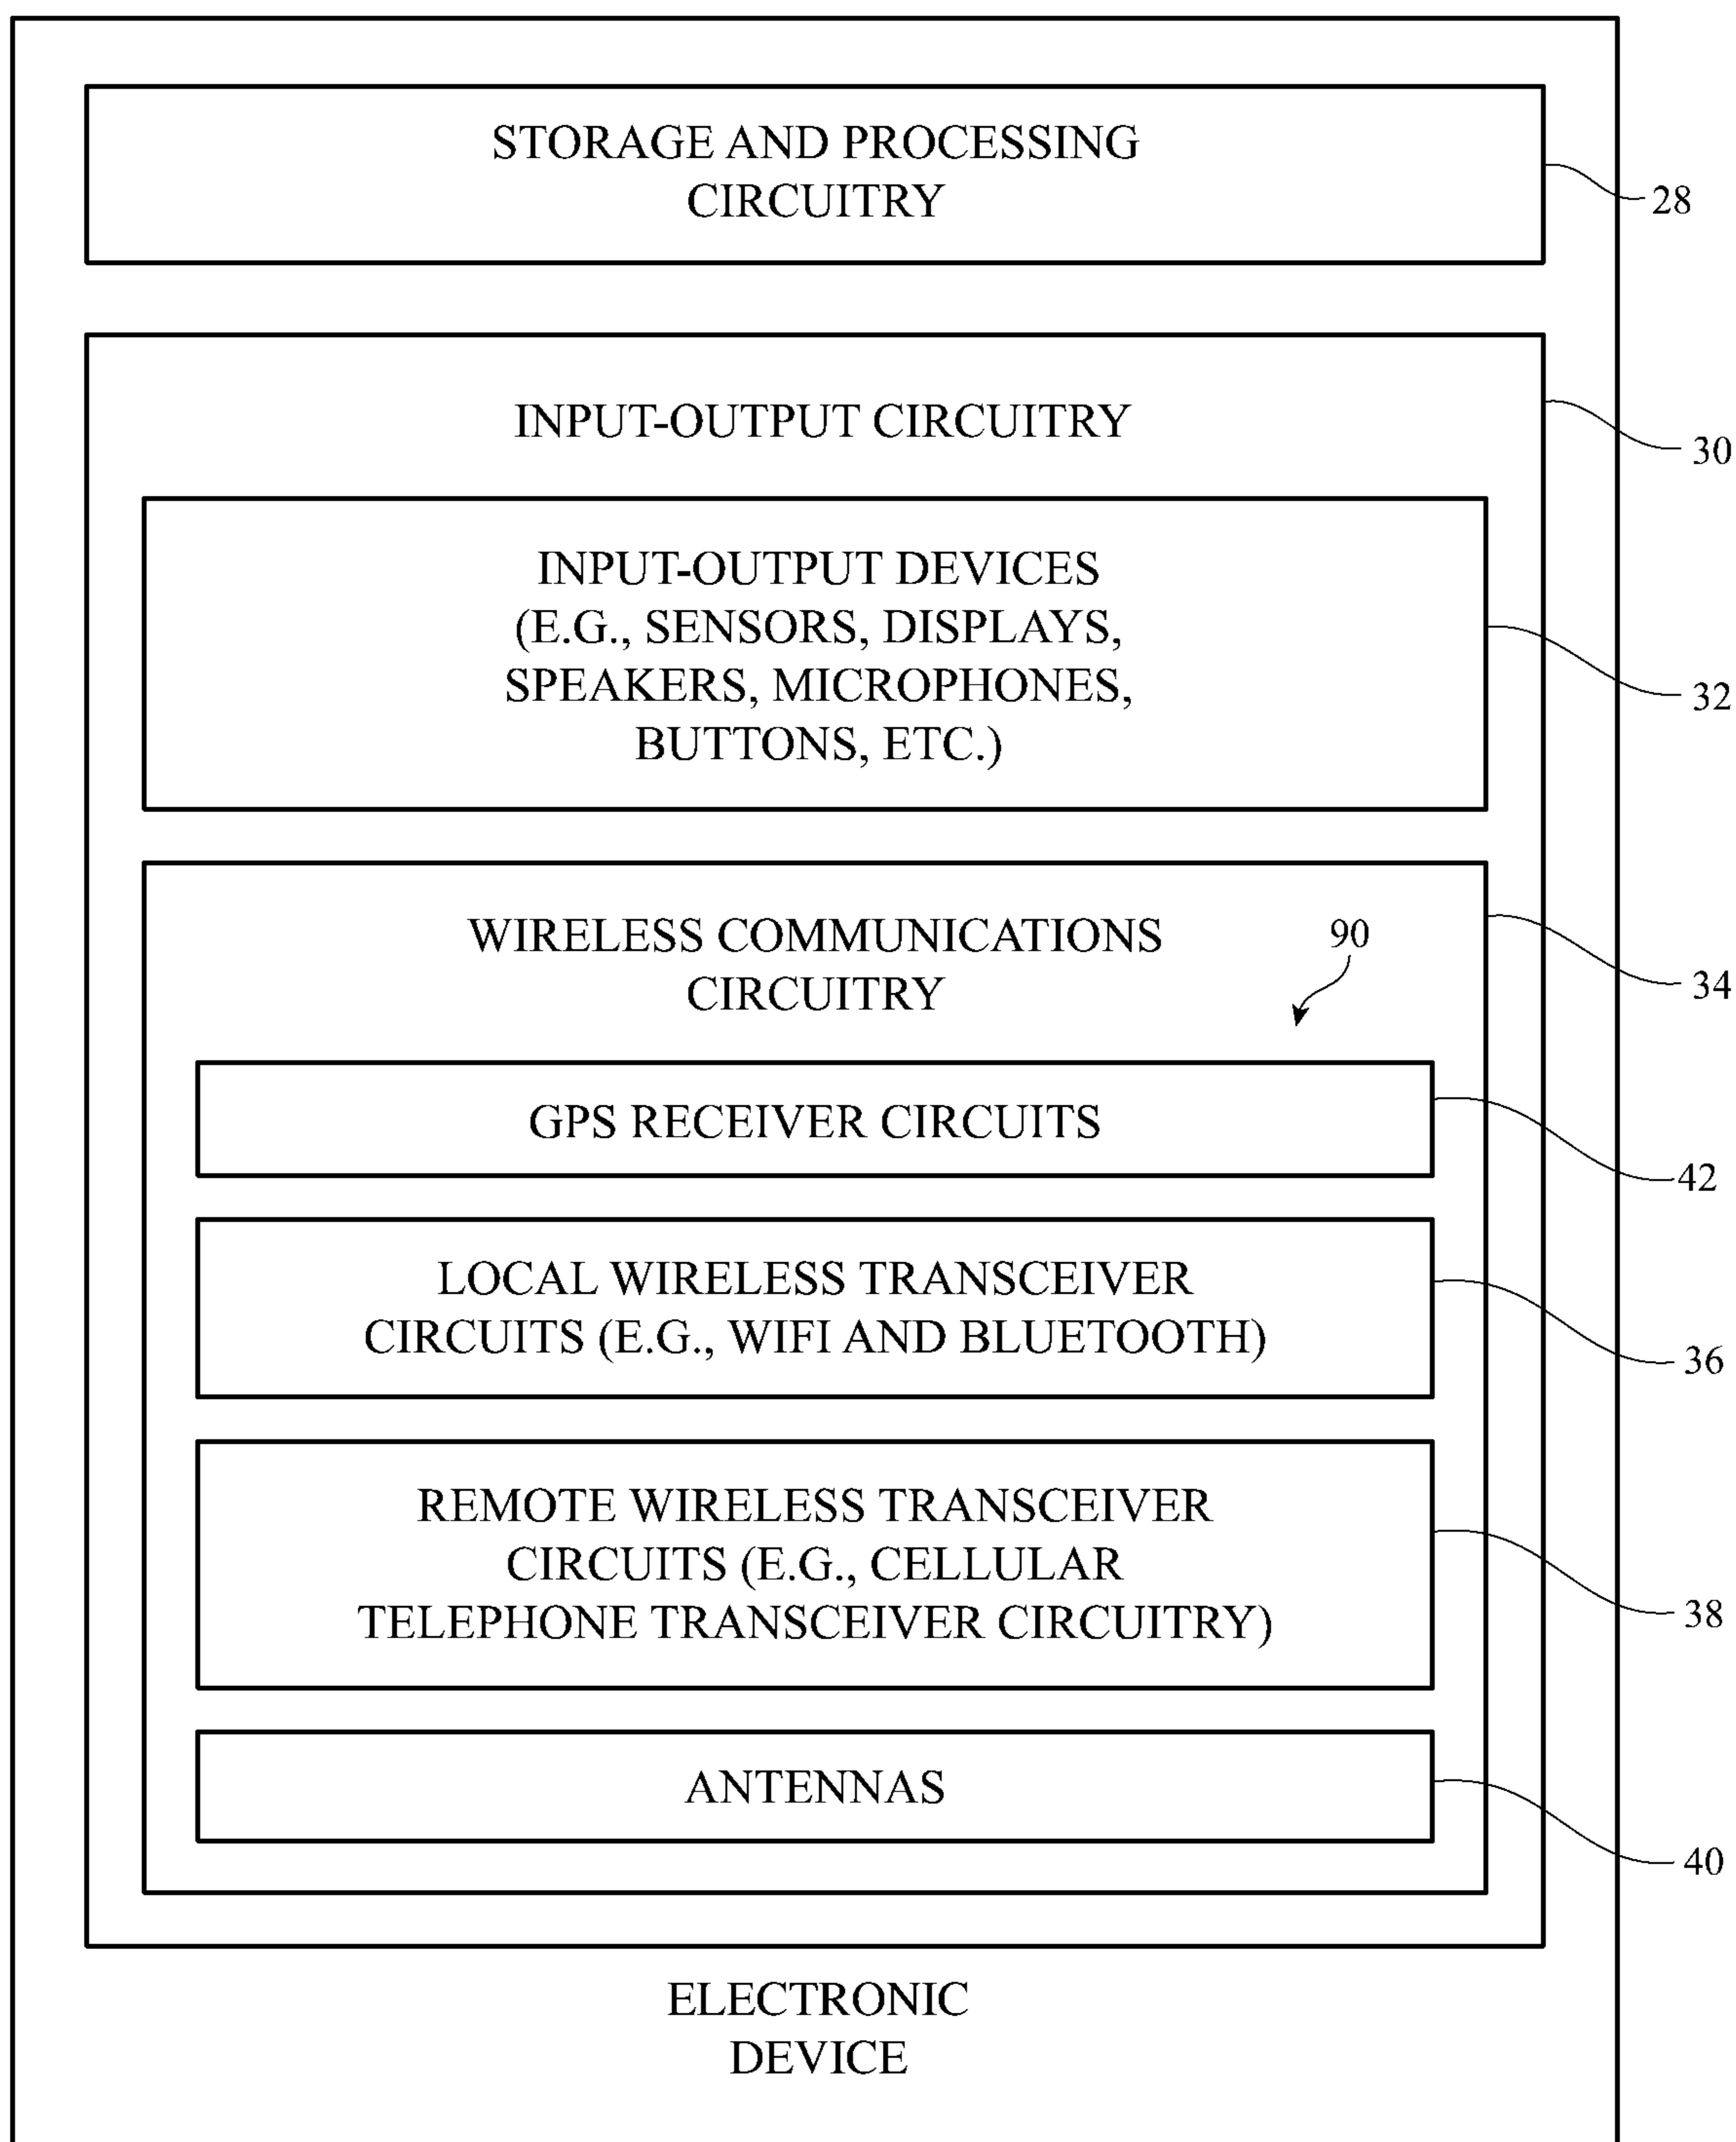 STORAGE AND PROCESSING
CIRCUITRY
28
INPUT-OUTPUT CIRCUITRY
30
INPUT-OUTPUT DEVICES
(E.G., SENSORS, DISPLAYS,
SPEAKERS, MICROPHONES,
BUTTONS, ETC.)
32
WIRELESS COMMUNICATIONS
CIRCUITRY
90
34
GPS RECEIVER CIRCUITS
42
LOCAL WIRELESS TRANSCEIVER
CIRCUITS (E.G., WIFI AND BLUETOOTH)
36
REMOTE WIRELESS TRANSCEIVER
CIRCUITS (E.G., CELLULAR
TELEPHONE TRANSCEIVER CIRCUITRY)
38
ANTENNAS
40
ELECTRONIC
DEVICE